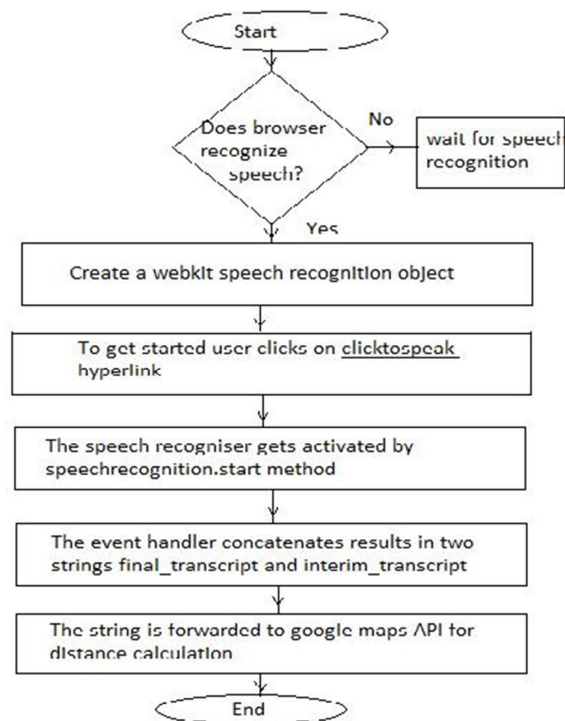 Start
Does browser
recognize
speech?
No
wait for speech
recognition
Yes
Create a webkit speech recognition object
To get started user clicks on clicktospeak
hyperlink
The speech recogniser gets activated by
speechrecognition.start method
The event handler concatenates results in two
strings final_transcript and interim_transcript
The string is forwarded to google maps API for
distance calculation
End